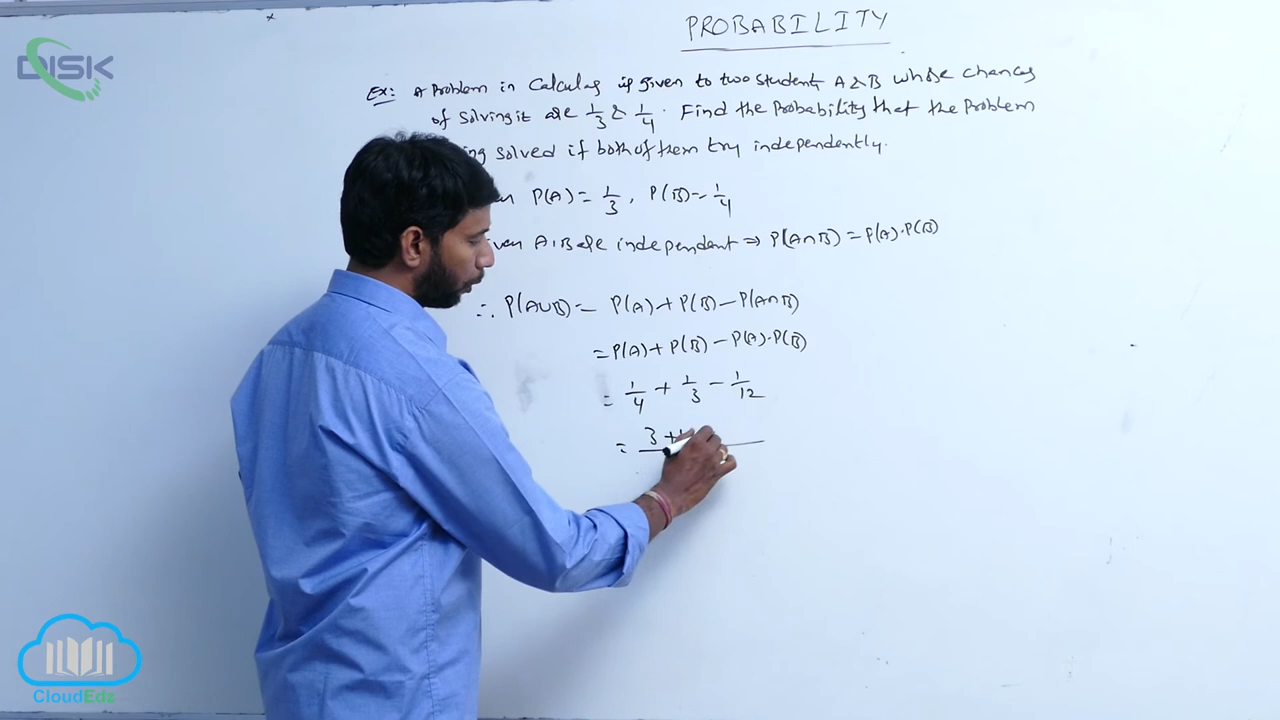 PROBABILITY
DISK
Ex: A Problem in Calculus is given to two students A & B whose chances
of solving it are 1/3 & 1/4. Find the Probability that the Problem
solved if both of them try independently.
P(A) = 1/3, P(B) = 1/4
A, B are independent ⇒ P(A∩B) = P(A)·P(B)
∴ P(A∪B) = P(A) + P(B) − P(A∩B)
= P(A) + P(B) − P(A)·P(B)
= 1/4 + 1/3 − 1/12
= 3 +
CloudEdz